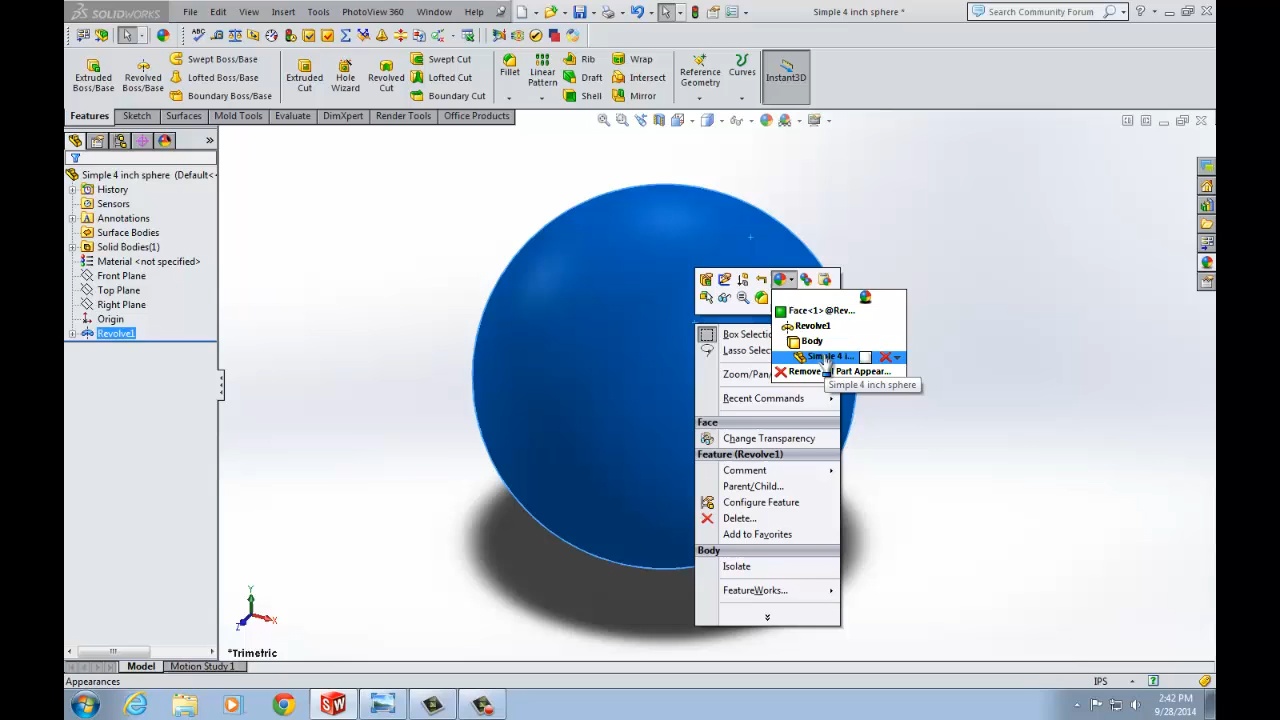 SOLIDWORKS
File Edit View Insert Tools PhotoView 360 Window Help
Simple 4 inch sphere *
Search Community Forum
Extruded Boss/Base
Revolved Boss/Base
Swept Boss/Base
Lofted Boss/Base
Boundary Boss/Base
Extruded Cut
Hole Wizard
Revolved Cut
Swept Cut
Lofted Cut
Boundary Cut
Fillet
Linear Pattern
Rib
Draft
Shell
Wrap
Intersect
Mirror
Reference Geometry
Curves
Instant3D
Features Sketch Surfaces Mold Tools Evaluate DimXpert Render Tools Office Products
Simple 4 inch sphere (Default<
History
Sensors
Annotations
Surface Bodies
Solid Bodies(1)
Material <not specified>
Front Plane
Top Plane
Right Plane
Origin
Revolve1
Face<1>@Rev...
Revolve1
Body
Simple 4 i...
Part Appear...
Simple 4 inch sphere
Box Selectio
Lasso Selec
Zoom/Pan
Recent Commands
Face
Change Transparency
Feature (Revolve1)
Comment
Parent/Child...
Configure Feature
Delete...
Add to Favorites
Body
Isolate
FeatureWorks...
Y
X
Z
*Trimetric
Model Motion Study 1
Appearances
IPS
SW
2:42 PM
9/28/2014